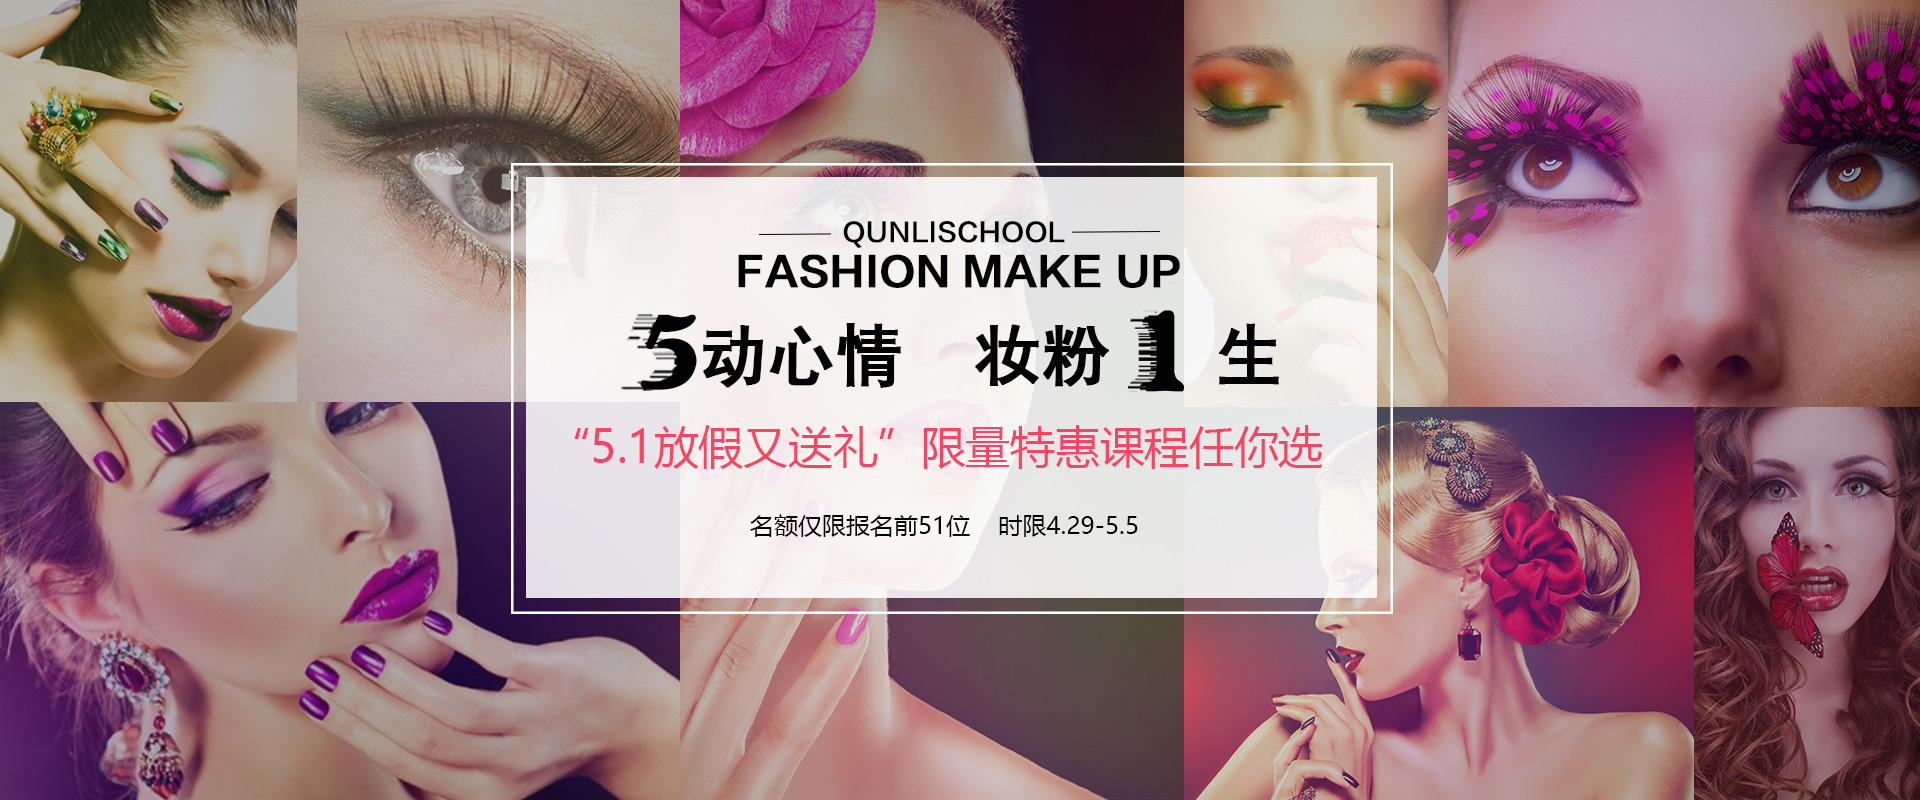 QUNLISCHOOL
FASHION MAKE UP
5动心情 妆粉1生
“5.1放假又送礼”限量特惠课程任你选
名额仅限报名前51位 时限4.29-5.5